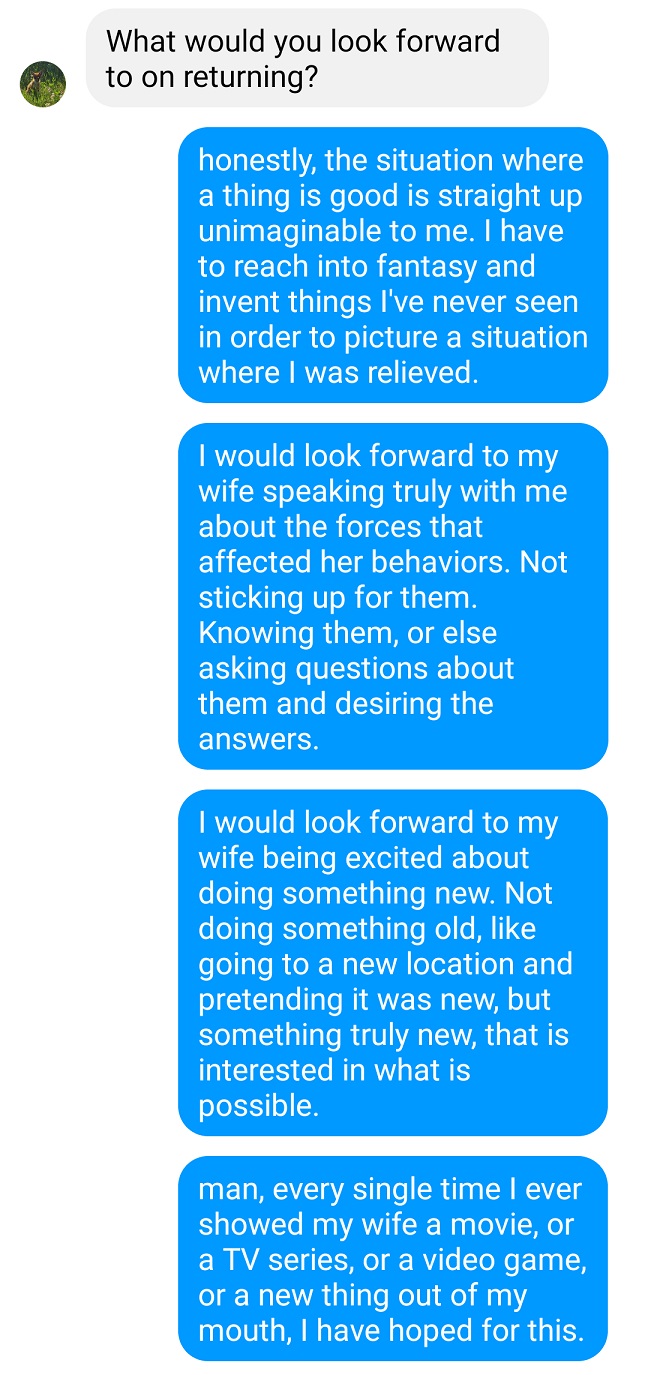 What would you look forward
to on returning?
honestly, the situation where
a thing is good is straight up
unimaginable to me. I have
to reach into fantasy and
invent things I've never seen
in order to picture a situation
where I was relieved.
I would look forward to my
wife speaking truly with me
about the forces that
affected her behaviors. Not
sticking up for them.
Knowing them, or else
asking questions about
them and desiring the
answers.
I would look forward to my
wife being excited about
doing something new. Not
doing something old, like
going to a new location and
pretending it was new, but
something truly new, that is
interested in what is
possible.
man, every single time I ever
showed my wife a movie, or
a TV series, or a video game,
or a new thing out of my
mouth, I have hoped for this.